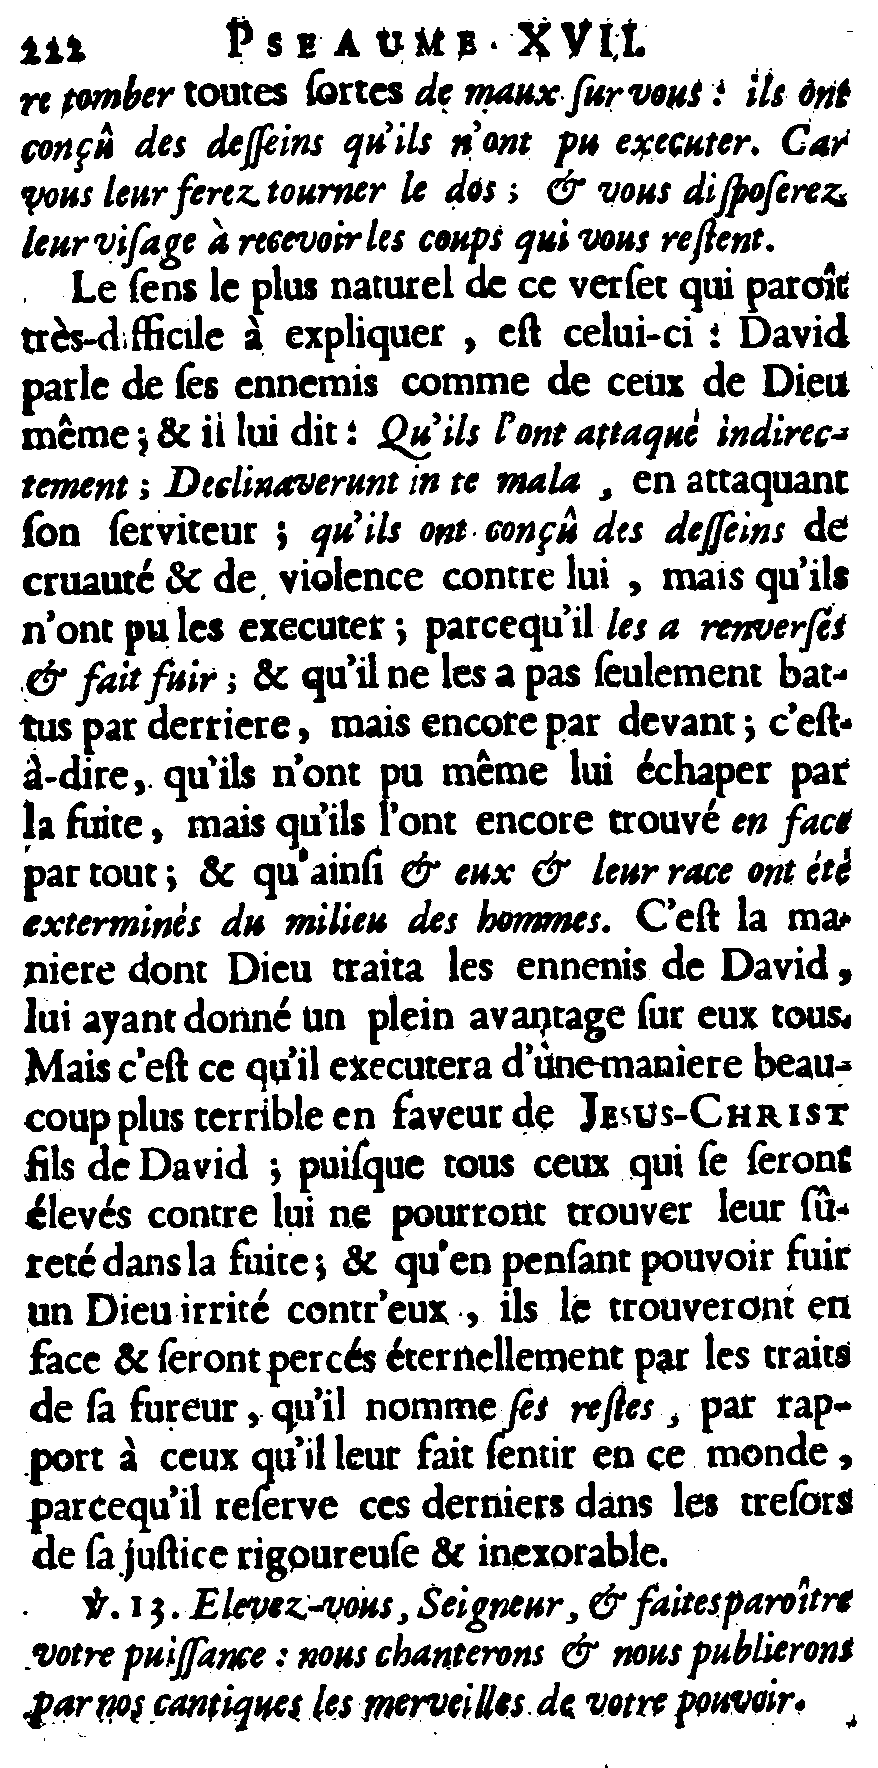 222 PSEAUME. XVII.
re tomber toutes ſortes de maux ſur vous : ils ont
conçû des deſſeins qu'ils n'ont pu executer. Car
vous leur ferez tourner le dos ; & vous diſpoſerez
leur viſage à recevoir les coups qui vous reſtent.
Le ſens le plus naturel de ce verſet qui paroît
très-difficile à expliquer , eſt celui-ci : David
parle de ſes ennemis comme de ceux de Dieu
même ; & il lui dit : Qu'ils l'ont attaqué indirec-
tement ; Declinaverunt in te mala , en attaquant
ſon ſerviteur ; qu'ils ont conçû des deſſeins de
cruauté & de violence contre lui , mais qu'ils
n'ont pu les executer ; parcequ'il les a renverſés
& fait fuir ; & qu'il ne les a pas ſeulement bat-
tus par derriere , mais encore par devant ; c'eſt-
à-dire , qu'ils n'ont pu même lui échaper par
la fuite , mais qu'ils l'ont encore trouvé en face
par tout ; & qu'ainſi & eux & leur race ont été
exterminés du milieu des hommes. C'eſt la ma-
niere dont Dieu traita les ennenis de David ,
lui ayant donné un plein avantage ſur eux tous.
Mais c'eſt ce qu'il executera d'une maniere beau-
coup plus terrible en faveur de JESUS-CHRIST
fils de David ; puiſque tous ceux qui ſe ſeront
élevés contre lui ne pourront trouver leur ſû-
reté dans la fuite ; & qu'en penſant pouvoir fuir
un Dieu irrité contr'eux , ils le trouveront en
face & ſeront percés éternellement par les traits
de ſa fureur , qu'il nomme ſes reſtes , par rap-
port à ceux qu'il leur fait ſentir en ce monde ,
parcequ'il reſerve ces derniers dans les treſors
de ſa juſtice rigoureuſe & inexorable.
℣. 13. Elevez-vous , Seigneur , & faites paroître
votre puiſſance : nous chanterons & nous publierons
par nos cantiques les merveilles de votre pouvoir.